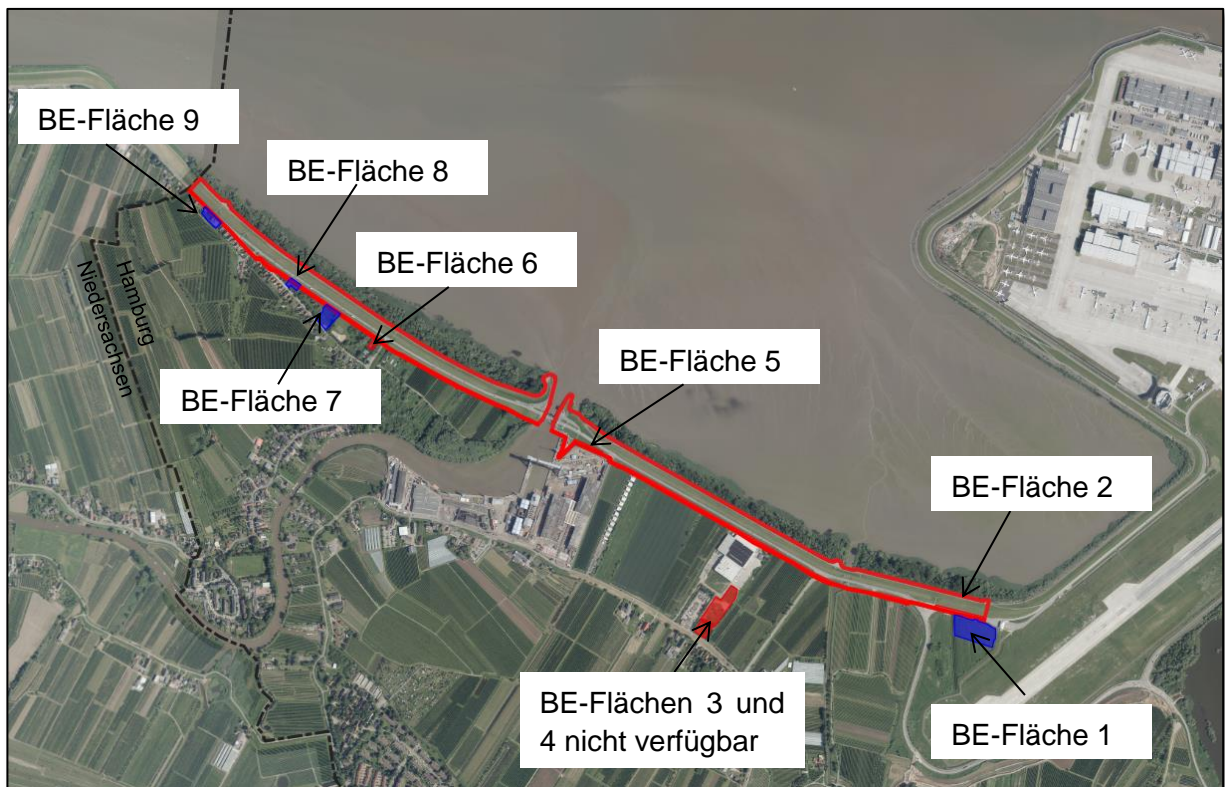 BE-Fläche 9
BE-Fläche 8
BE-Fläche 6
BE-Fläche 7
BE-Fläche 5
BE-Fläche 2
BE-Flächen 3 und
4 nicht verfügbar
BE-Fläche 1
Hamburg
Niedersachsen